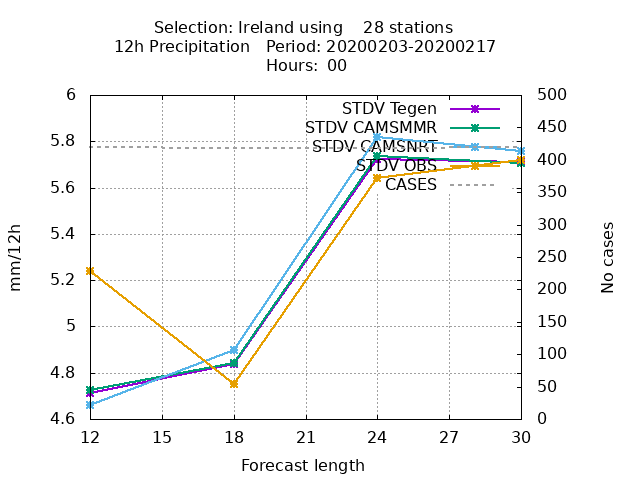 Selection: Ireland using    28 stations
12h Precipitation   Period: 20200203-20200217
Hours: 00
STDV Tegen
STDV CAMSMMR
STDV CAMSNRT
STDV OBS
CASES
6
5.8
5.6
5.4
5.2
5
4.8
4.6
500
450
400
350
300
250
200
150
100
50
0
mm/12h
No cases
12 15 18 21 24 27 30
Forecast length